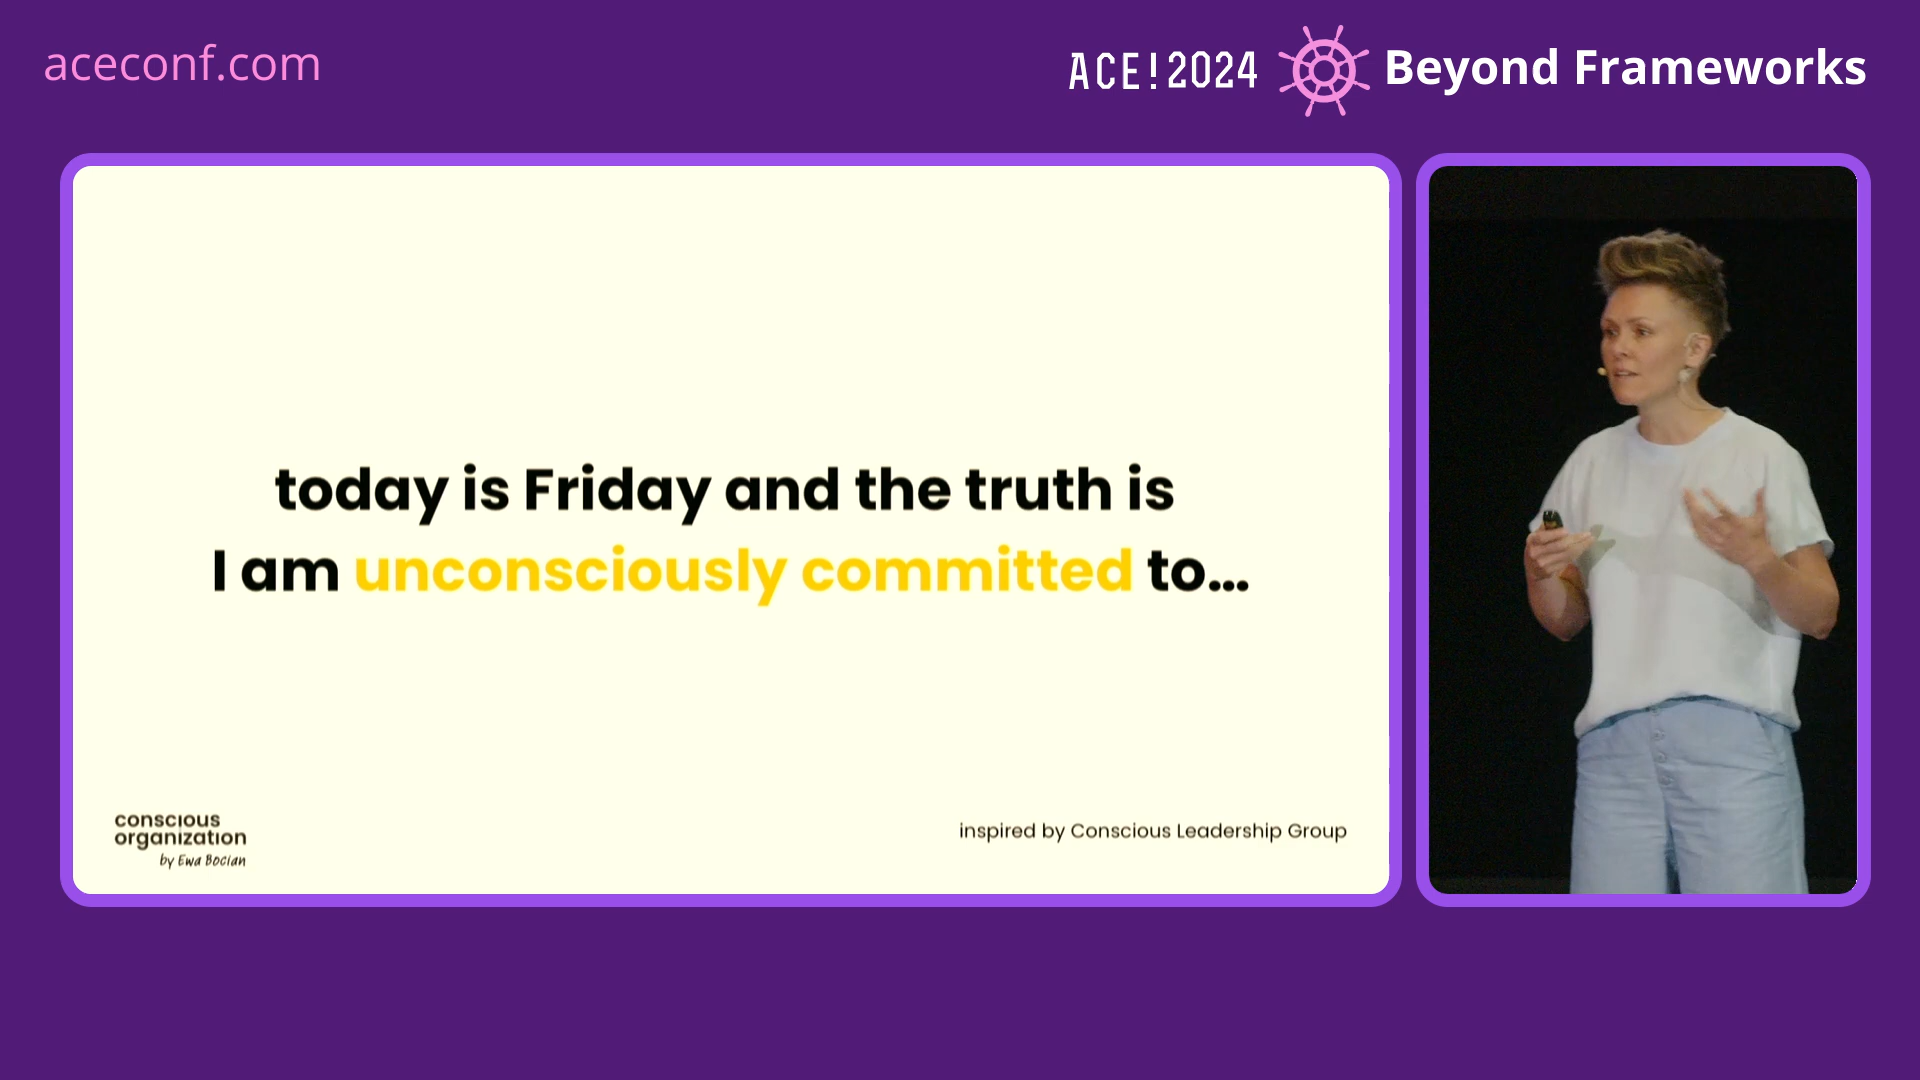 aceconf.com
ACE!2024 Beyond Frameworks
today is Friday and the truth is
I am unconsciously committed to...
conscious
organization
by Ewa Bocian
inspired by Conscious Leadership Group